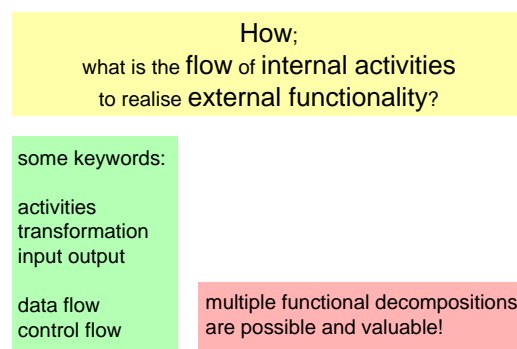 How;
what is the flow of internal activities
to realise external functionality?
some keywords:
activities
transformation
input output
data flow
control flow
multiple functional decompositions
are possible and valuable!